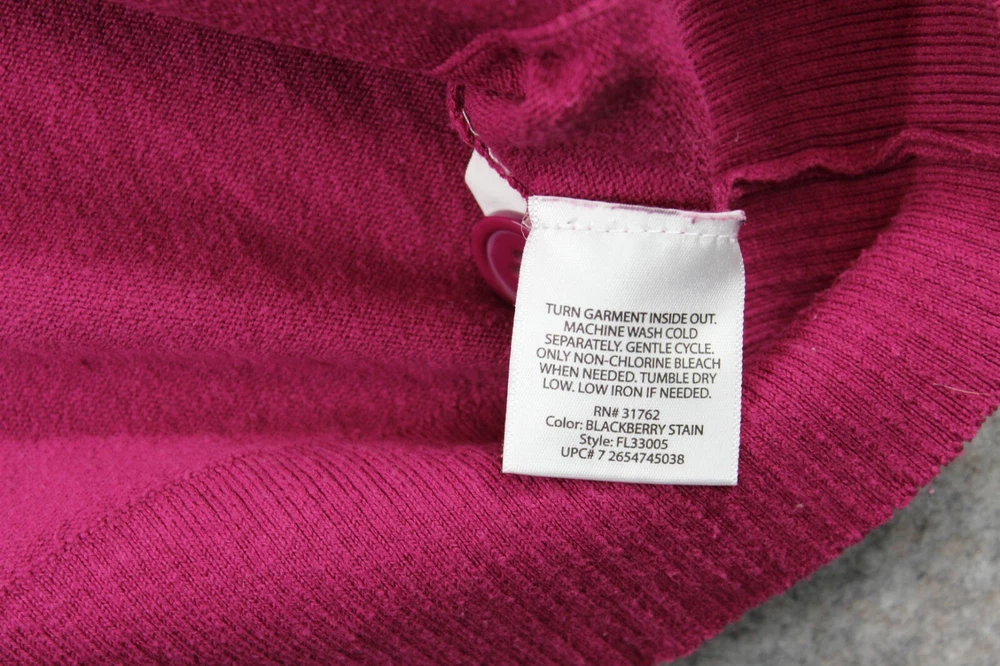 TURN GARMENT INSIDE OUT.
MACHINE WASH COLD
SEPARATELY. GENTLE CYCLE.
ONLY NON-CHLORINE BLEACH
WHEN NEEDED. TUMBLE DRY
LOW. LOW IRON IF NEEDED.
RN# 31762
Color: BLACKBERRY STAIN
Style: FL33005
UPC# 7 2654745038